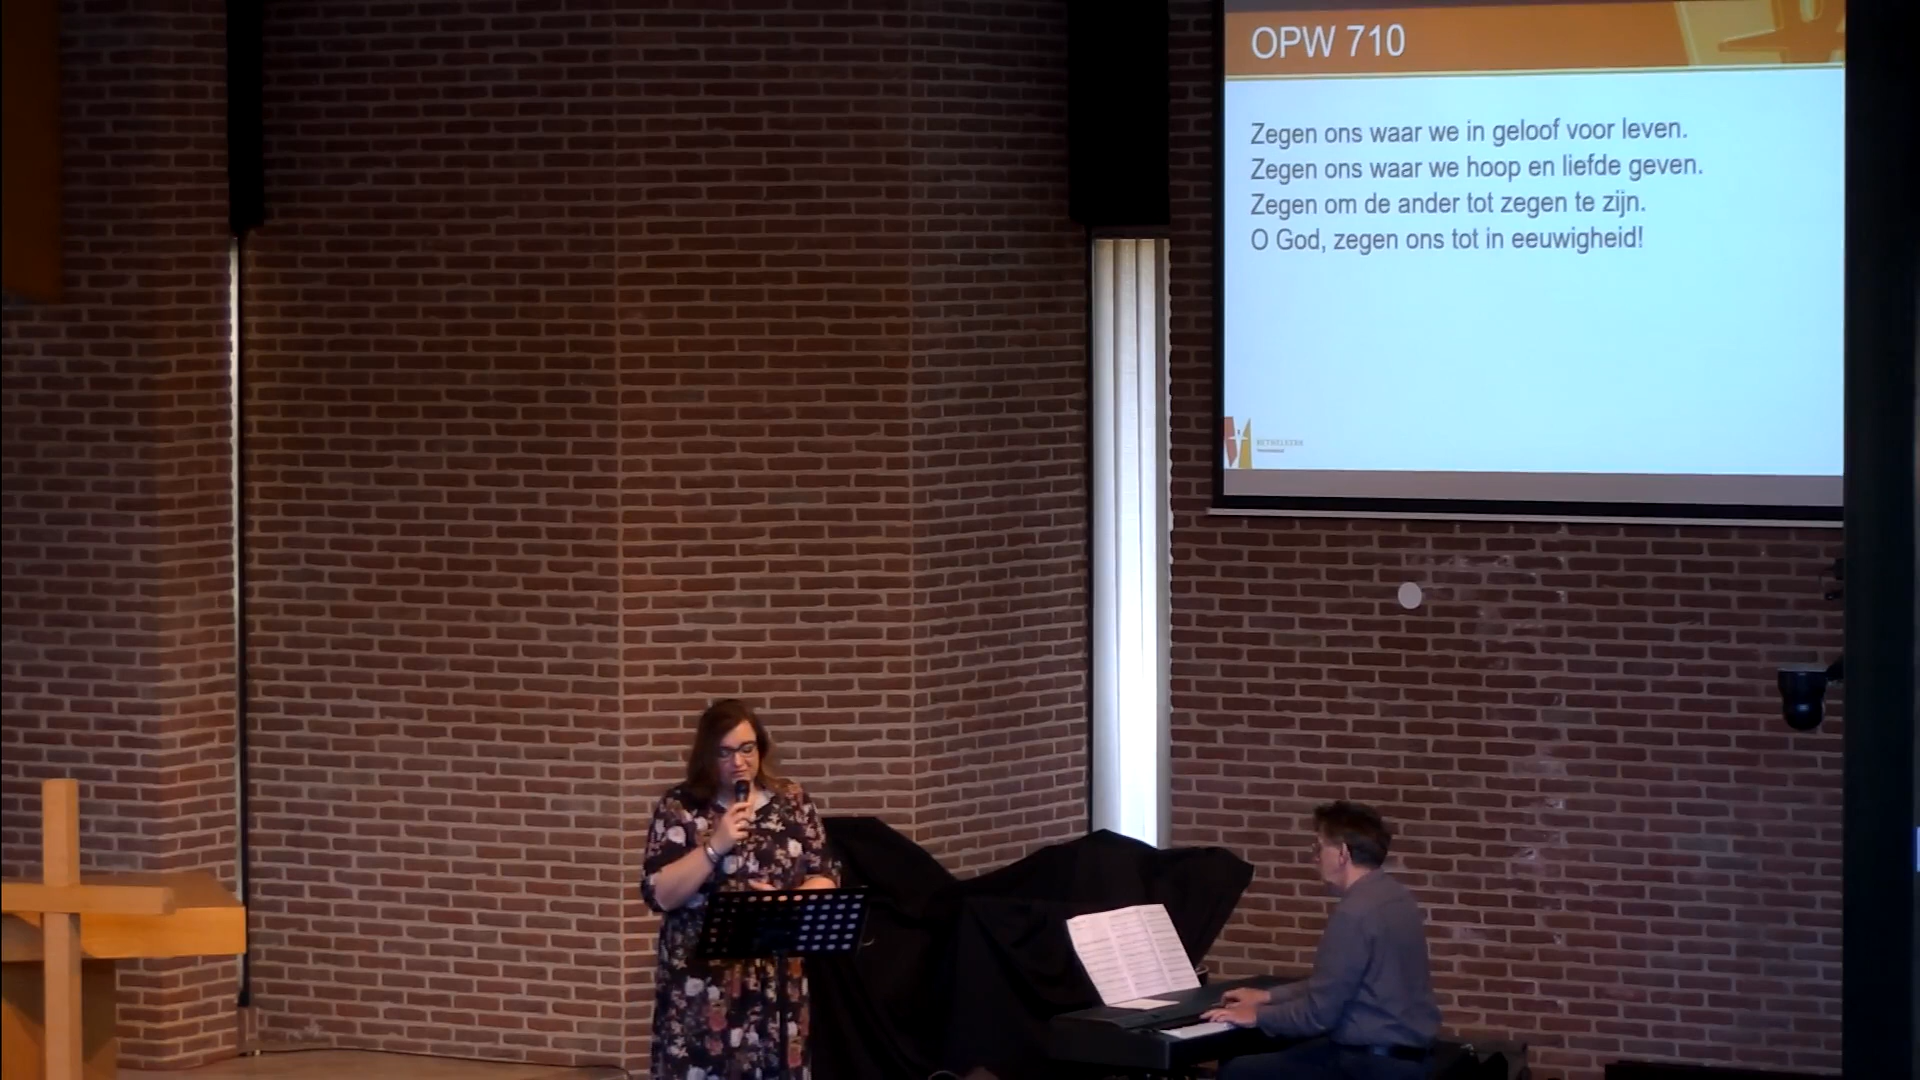 OPW 710
Zegen ons waar we in geloof voor leven.
Zegen ons waar we hoop en liefde geven.
Zegen om de ander tot zegen te zijn.
O God, zegen ons tot in eeuwigheid!
BETHELKERK